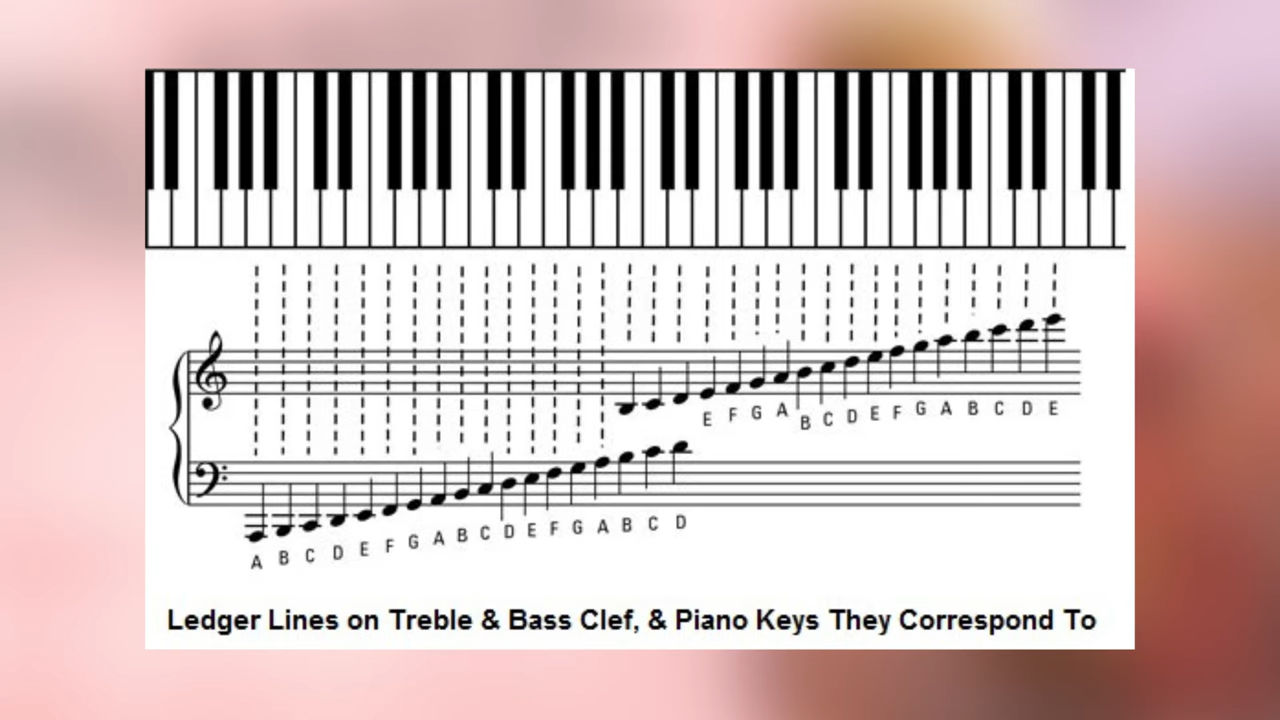 E F G A B C D E F G A B C D E
A B C D E F G A B C D E F G A B C D
Ledger Lines on Treble & Bass Clef, & Piano Keys They Correspond To